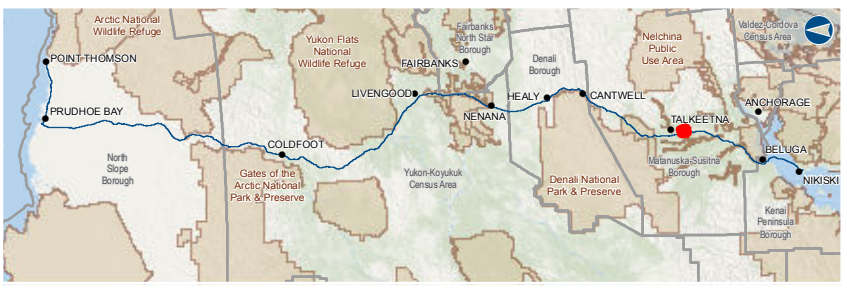 Arctic National
Wildlife Refuge
POINT THOMSON
PRUDHOE BAY
North
Slope
Borough
COLDFOOT
Gates of the
Arctic National
Park & Preserve
Yukon Flats
National
Wildlife Refuge
LIVENGOOD
Yukon-Koyukuk
Census Area
Fairbanks
North Star
Borough
FAIRBANKS
NENANA
Denali
Borough
HEALY
CANTWELL
Denali National
Park & Preserve
Nelchina
Public
Use Area
TALKEETNA
Matanuska-Susitna
Borough
Valdez-Cordova
Census Area
ANCHORAGE
BELUGA
NIKISKI
Kenai
Peninsula
Borough